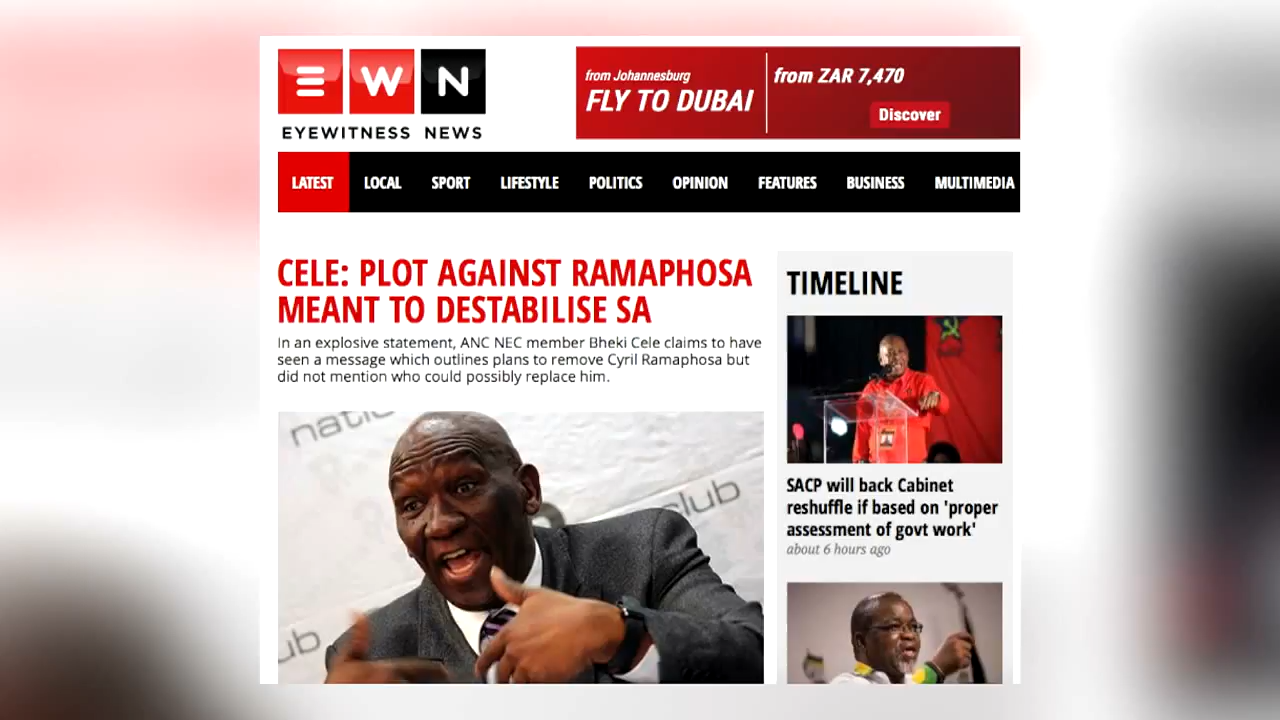 E W N
EYEWITNESS NEWS
from Johannesburg
FLY TO DUBAI
from ZAR 7,470
Discover
LATEST LOCAL SPORT LIFESTYLE POLITICS OPINION FEATURES BUSINESS MULTIMEDIA
CELE: PLOT AGAINST RAMAPHOSA
MEANT TO DESTABILISE SA
In an explosive statement, ANC NEC member Bheki Cele claims to have
seen a message which outlines plans to remove Cyril Ramaphosa but
did not mention who could possibly replace him.
natio
club
ub
TIMELINE
SACP will back Cabinet
reshuffle if based on 'proper
assessment of govt work'
about 6 hours ago